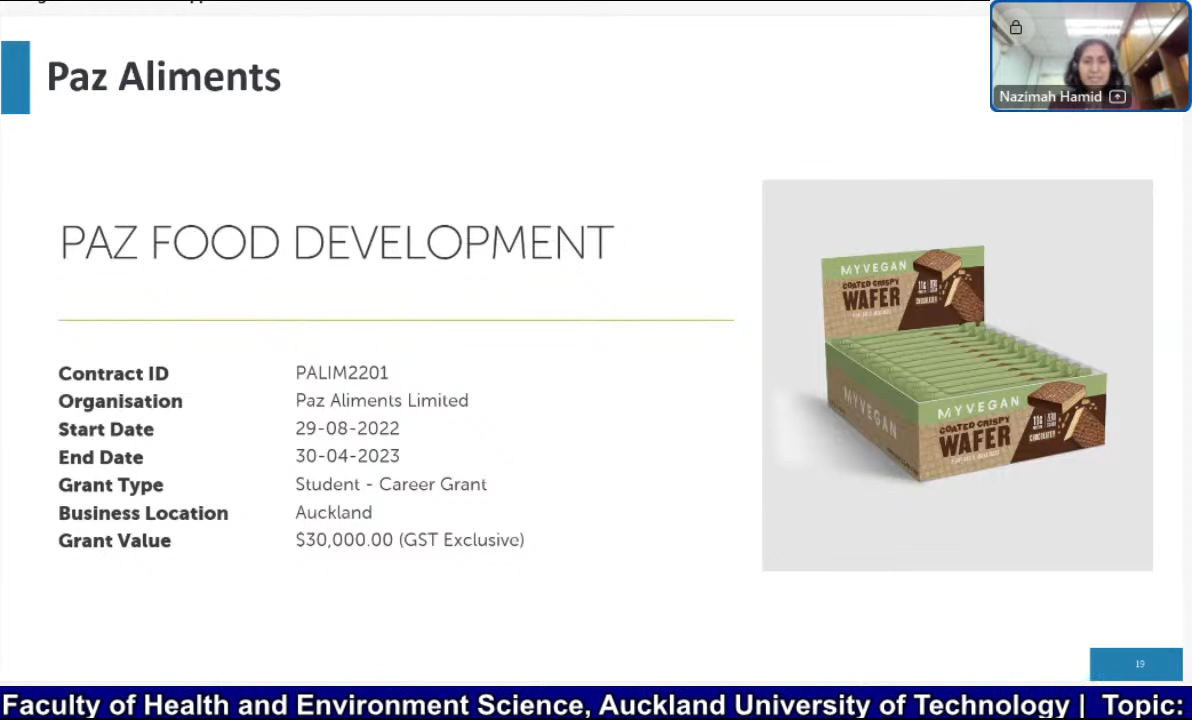 Paz Aliments
Nazimah Hamid
PAZ FOOD DEVELOPMENT
Contract ID PALIM2201
Organisation Paz Aliments Limited
Start Date 29-08-2022
End Date 30-04-2023
Grant Type Student - Career Grant
Business Location Auckland
Grant Value $30,000.00 (GST Exclusive)
MYVEGAN
COATED CRISPY
WAFER
CHOCOLATE
MYVEGAN
MYVEGAN
COATED CRISPY
WAFER
CHOCOLATE
19
Faculty of Health and Environment Science, Auckland University of Technology | Topic: